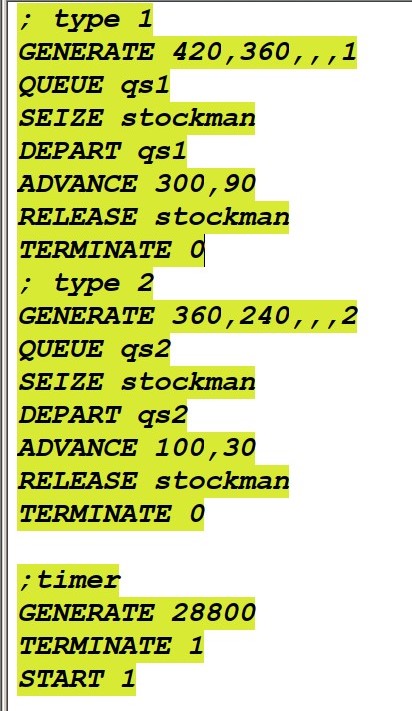 ; type 1
GENERATE 420,360,,,1
QUEUE qs1
SEIZE stockman
DEPART qs1
ADVANCE 300,90
RELEASE stockman
TERMINATE 0
; type 2
GENERATE 360,240,,,2
QUEUE qs2
SEIZE stockman
DEPART qs2
ADVANCE 100,30
RELEASE stockman
TERMINATE 0
;timer
GENERATE 28800
TERMINATE 1
START 1